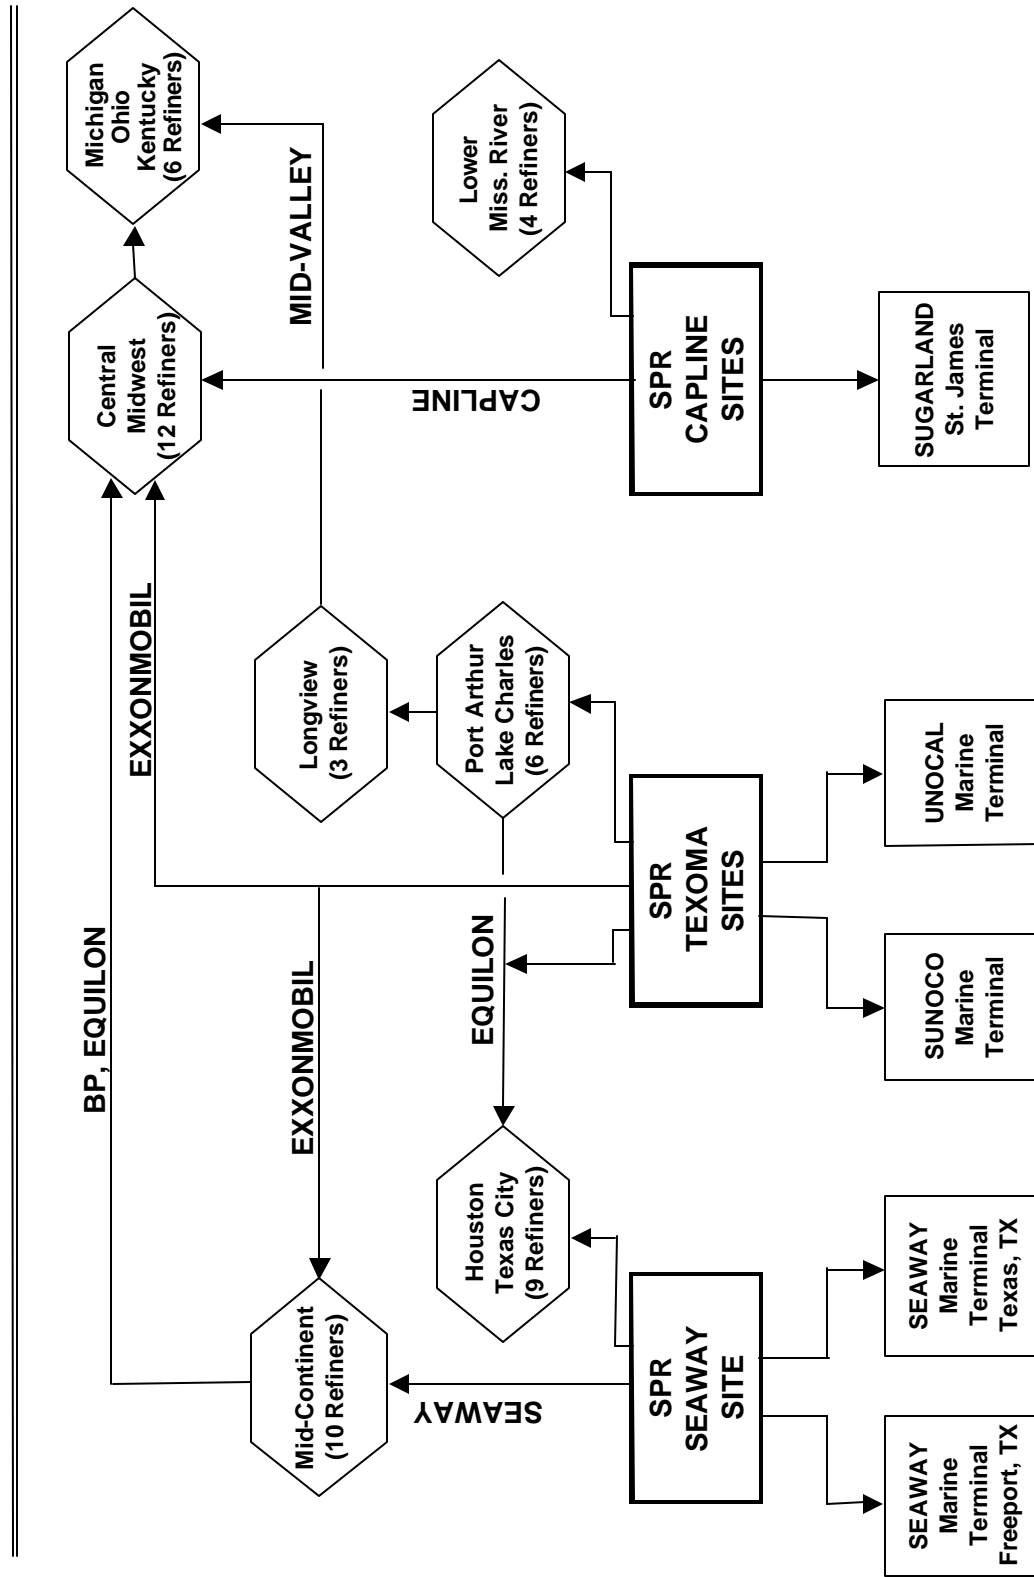 Michigan
Ohio
Kentucky
(6 Refiners)
Central
Midwest
(12 Refiners)
BP, EQUILON
EXXONMOBIL
MID-VALLEY
Mid-Continent
(10 Refiners)
EXXONMOBIL
Longview
(3 Refiners)
SEAWAY
Houston
Texas City
(9 Refiners)
EQUILON
Port Arthur
Lake Charles
(6 Refiners)
CAPLINE
Lower
Miss. River
(4 Refiners)
SPR
SEAWAY
SITE
SPR
TEXOMA
SITES
SPR
CAPLINE
SITES
SEAWAY
Marine
Terminal
Freeport, TX
SEAWAY
Marine
Terminal
Texas, TX
SUNOCO
Marine
Terminal
UNOCAL
Marine
Terminal
SUGARLAND
St. James
Terminal